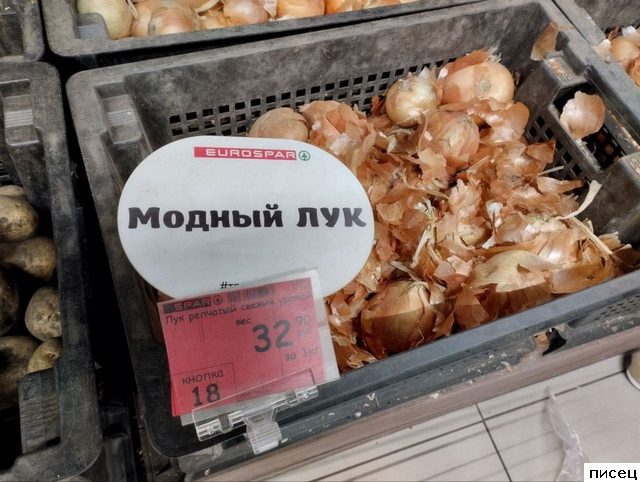 EUROSPAR
Модный ЛУК
SPAR
Лук репчатый свежий урожай
вес
32 90 руб
за 1кг
КНОПКА
18
писец